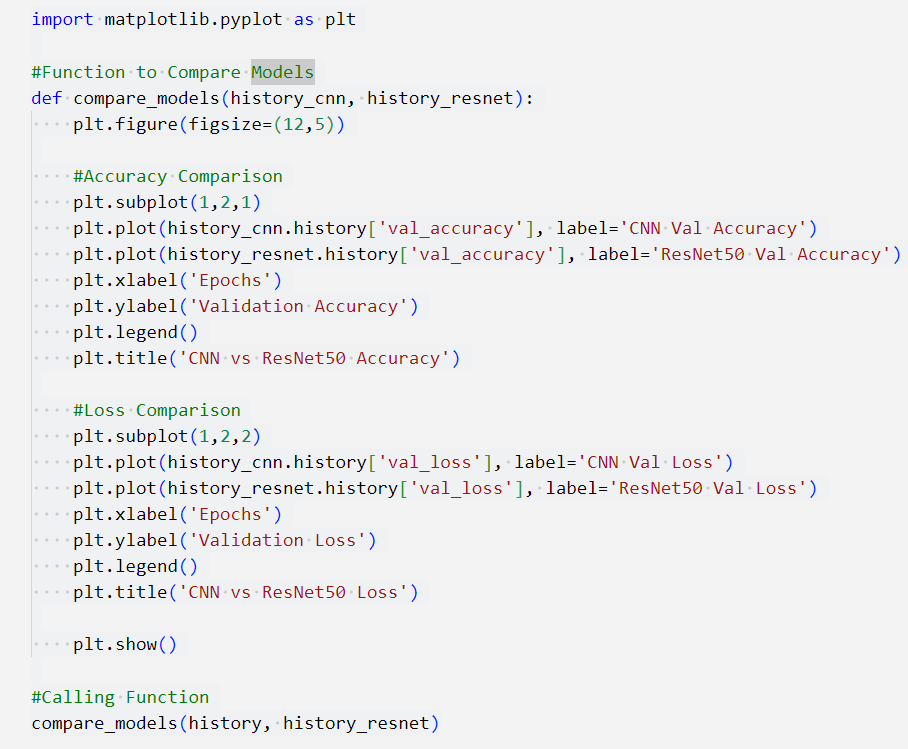 import matplotlib.pyplot as plt

#Function to Compare Models
def compare_models(history_cnn, history_resnet):
    plt.figure(figsize=(12,5))

    #Accuracy Comparison
    plt.subplot(1,2,1)
    plt.plot(history_cnn.history['val_accuracy'], label='CNN Val Accuracy')
    plt.plot(history_resnet.history['val_accuracy'], label='ResNet50 Val Accuracy')
    plt.xlabel('Epochs')
    plt.ylabel('Validation Accuracy')
    plt.legend()
    plt.title('CNN vs ResNet50 Accuracy')

    #Loss Comparison
    plt.subplot(1,2,2)
    plt.plot(history_cnn.history['val_loss'], label='CNN Val Loss')
    plt.plot(history_resnet.history['val_loss'], label='ResNet50 Val Loss')
    plt.xlabel('Epochs')
    plt.ylabel('Validation Loss')
    plt.legend()
    plt.title('CNN vs ResNet50 Loss')

    plt.show()

#Calling Function
compare_models(history, history_resnet)